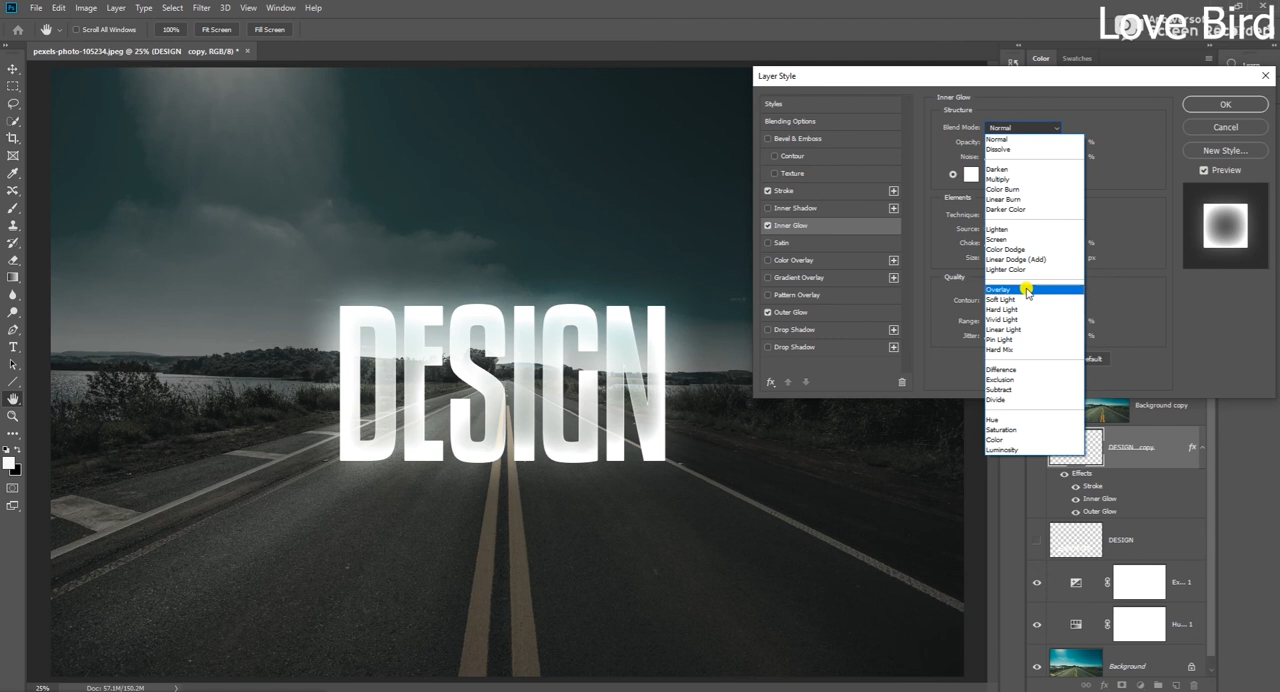 File Edit Image Layer Type Select Filter 3D View Window Help
Love Bird
Screen Recorder
Scroll All Windows 100% Fit Screen Fill Screen
pexels-photo-105234.jpeg @ 25% (DESIGN copy, RGB/8) * ×
Color Swatches
Layer Style
Styles
Blending Options
Bevel & Emboss
Contour
Texture
Stroke
Inner Shadow
Inner Glow
Satin
Color Overlay
Gradient Overlay
Pattern Overlay
Outer Glow
Drop Shadow
Drop Shadow
Inner Glow
Structure
Blend Mode: Normal
Opacity: %
Noise: %
Elements
Technique:
Source:
Choke: %
Size: px
Quality
Contour:
Range: %
Jitter: %
Normal
Dissolve
Darken
Multiply
Color Burn
Linear Burn
Darker Color
Lighten
Screen
Color Dodge
Linear Dodge (Add)
Lighter Color
Overlay
Soft Light
Hard Light
Vivid Light
Linear Light
Pin Light
Hard Mix
Difference
Exclusion
Subtract
Divide
Hue
Saturation
Color
Luminosity
OK
Cancel
New Style...
Preview
DESIGN
Background copy
DESIGN copy fx
Effects
Stroke
Inner Glow
Outer Glow
DESIGN
Ex... 1
Hu... 1
Background
25% Doc: 57.1M/150.2M